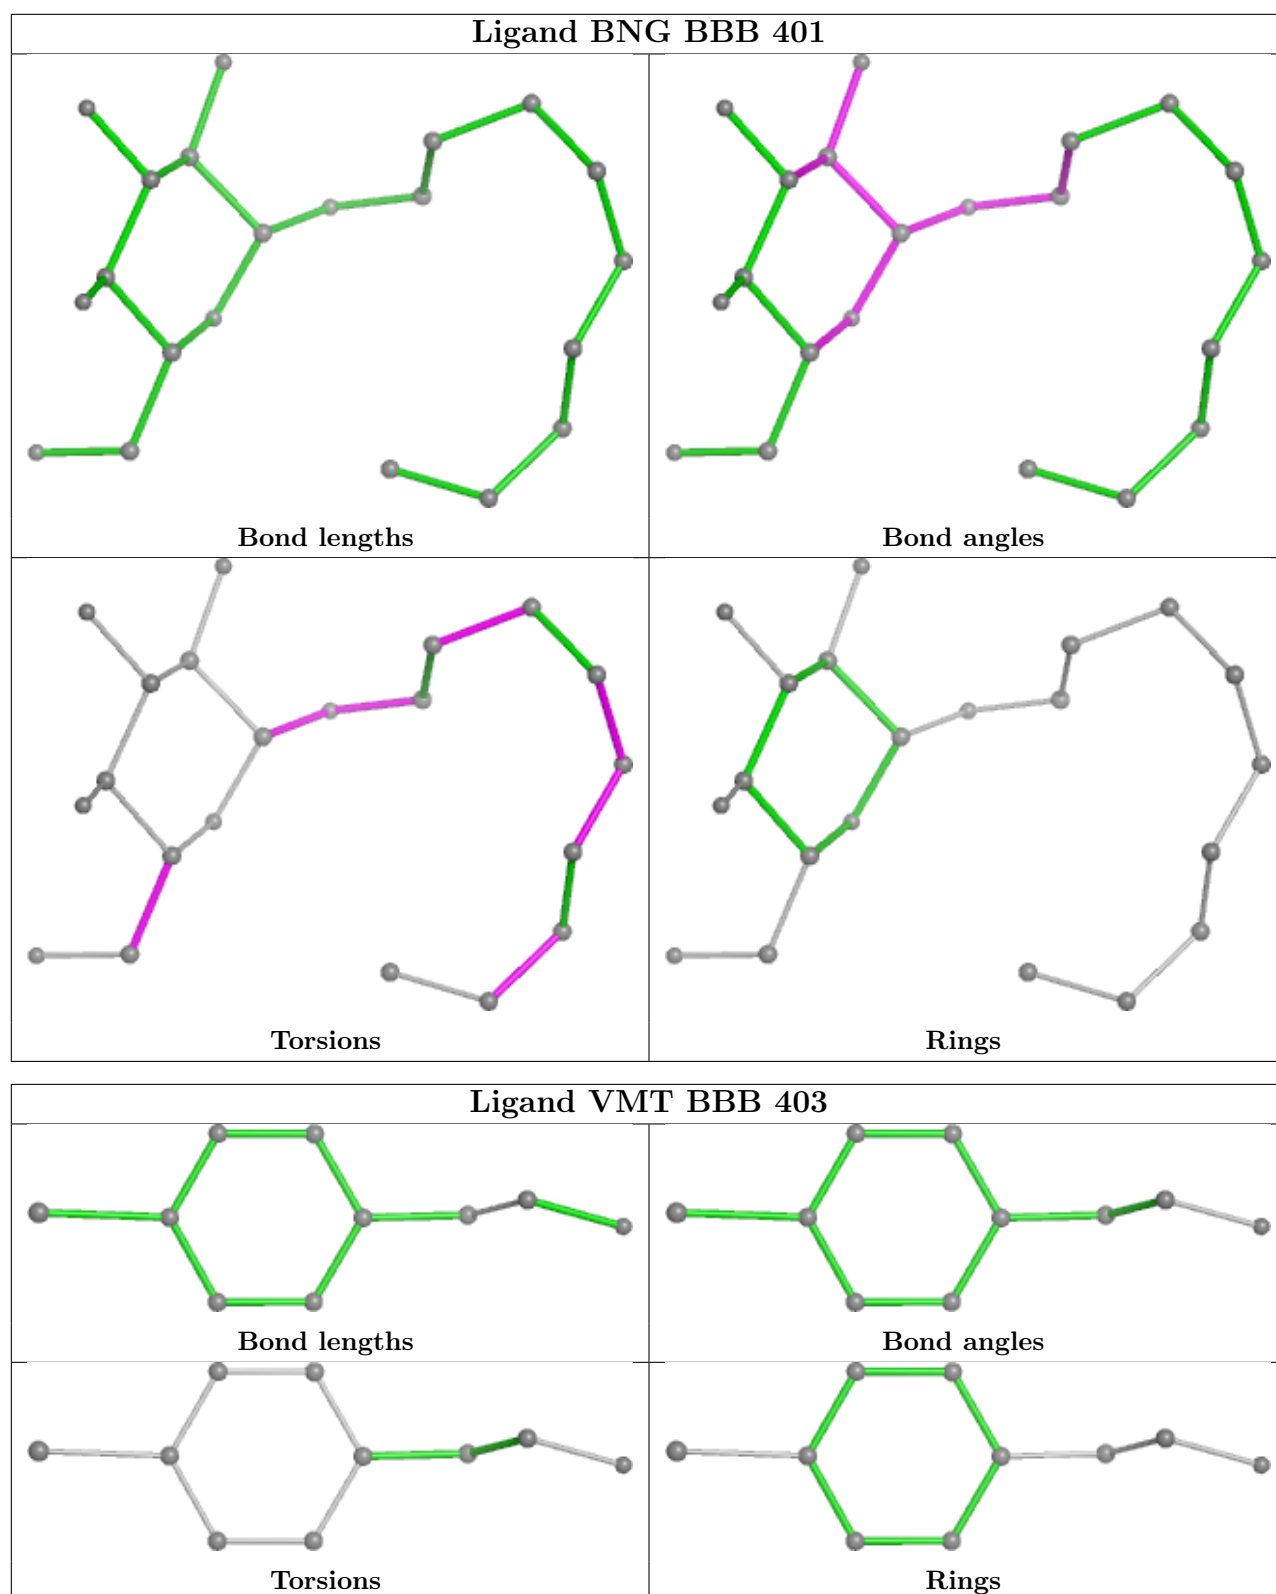 Ligand BNG BBB 401
Bond lengths
Bond angles
Torsions
Rings
Ligand VMT BBB 403
Bond lengths
Bond angles
Torsions
Rings